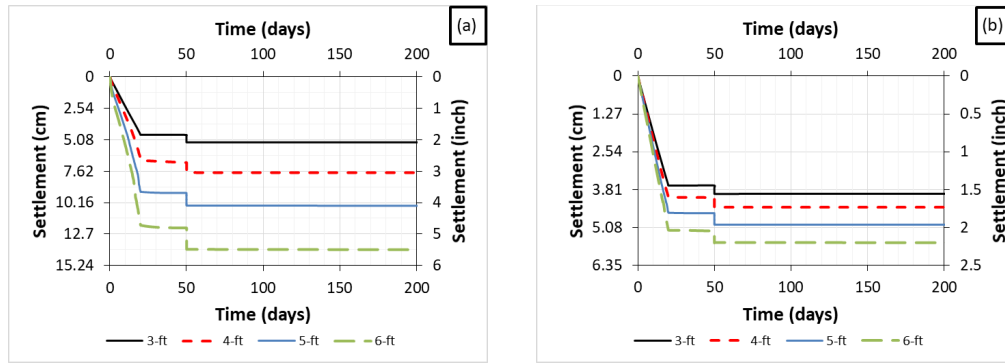 (a)
Time (days)
0 50 100 150 200
Settlement (cm)
0
2.54
5.08
7.62
10.16
12.7
15.24
0
1
2
3
4
5
6
Settlement (inch)
0 50 100 150 200
Time (days)
3-ft 4-ft 5-ft 6-ft
(b)
Time (days)
0 50 100 150 200
Settlement (cm)
0
1.27
2.54
3.81
5.08
6.35
0
0.5
1
1.5
2
2.5
Settlement (inch)
0 50 100 150 200
Time (days)
3-ft 4-ft 5-ft 6-ft